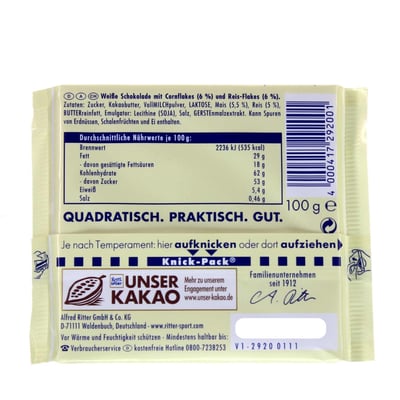 D A CH Weiße Schokolade mit Cornflakes (6 %) und Reis-Flakes (6 %).
Zutaten: Zucker, Kakaobutter, VollMILCHpulver, LAKTOSE, Mais (5,5 %), Reis (5 %),
BUTTERreinfett, Emulgator: Lecithine (SOJA), Salz, GERSTENmalzextrakt. Kann Spuren
von Erdnüssen, Schalenfrüchten und Ei enthalten.
Durchschnittliche Nährwerte je 100 g:
Brennwert 2236 kJ (535 kcal)
Fett 29 g
- davon gesättigte Fettsäuren 18 g
Kohlenhydrate 62 g
- davon Zucker 53 g
Eiweiß 5,4 g
Salz 0,46 g
4 000417 292001
100 g e
QUADRATISCH. PRAKTISCH. GUT.
Je nach Temperament: hier aufknicken oder dort aufziehen
Knick-Pack®
RITTER SPORT
UNSER
KAKAO
Mehr zu unserem
Engagement unter
www.unser-kakao.de
Familienunternehmen
seit 1912
Alfred Ritter GmbH & Co. KG
D-71111 Waldenbuch, Deutschland - www.ritter-sport.com
Vor Wärme und Feuchtigkeit schützen - Mindestens haltbar bis:
Verbraucherservice kostenfreie Hotline 0800-7238253
V1-2920 0111